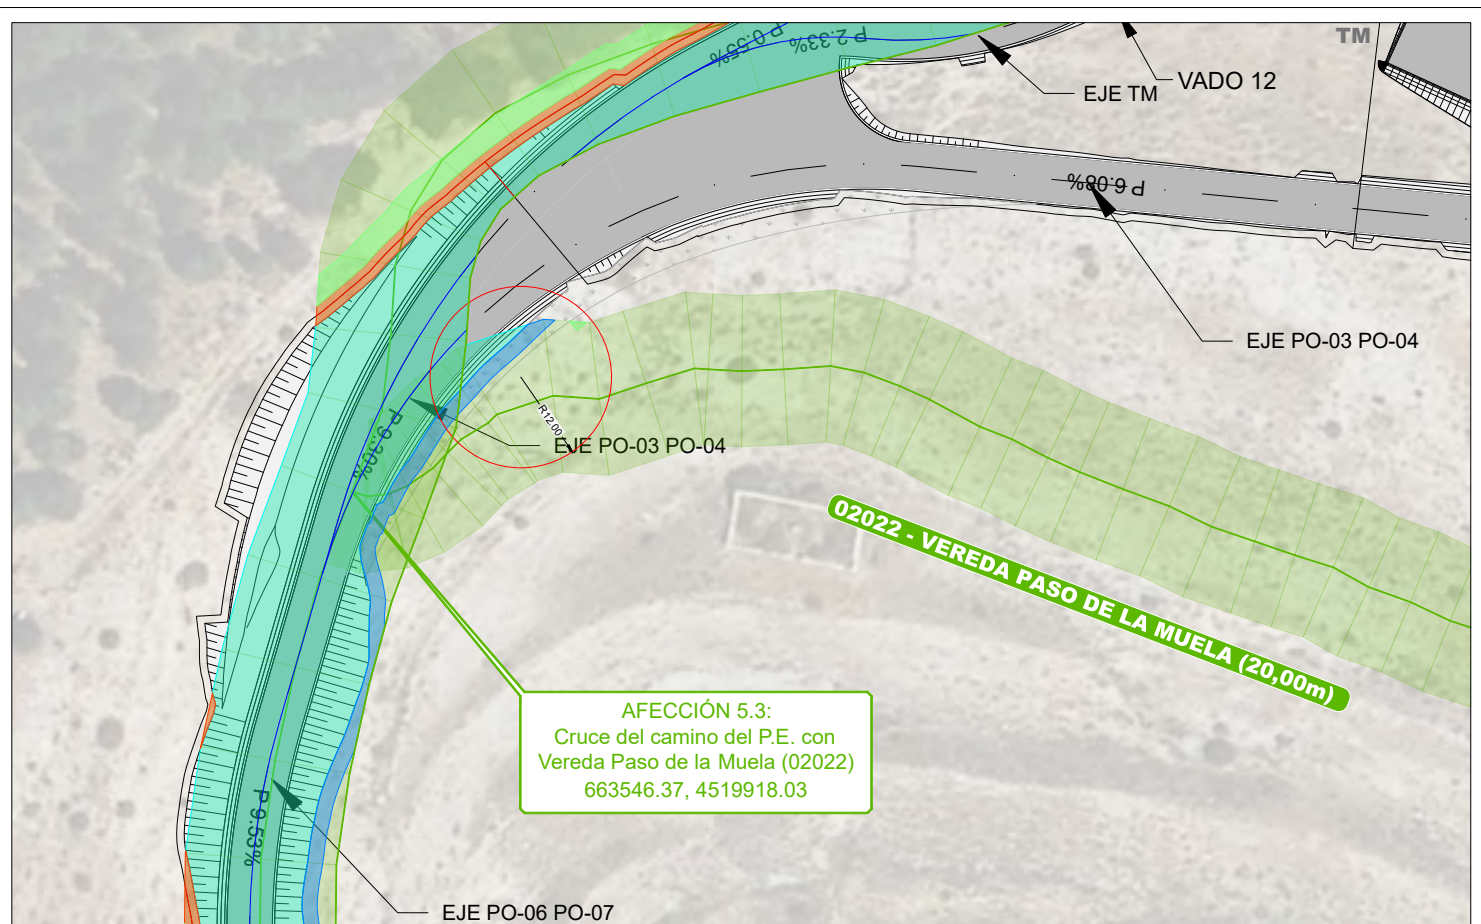 P 0.55%
P 2.33%
TM
VADO 12
EJE TM
P 6.08%
EJE PO-03 PO-04
R12.00
P 9.30%
EJE PO-03 PO-04
02022 - VEREDA PASO DE LA MUELA (20,00m)
AFECCIÓN 5.3:
Cruce del camino del P.E. con
Vereda Paso de la Muela (02022)
663546.37, 4519918.03
P 9.53%
EJE PO-06 PO-07